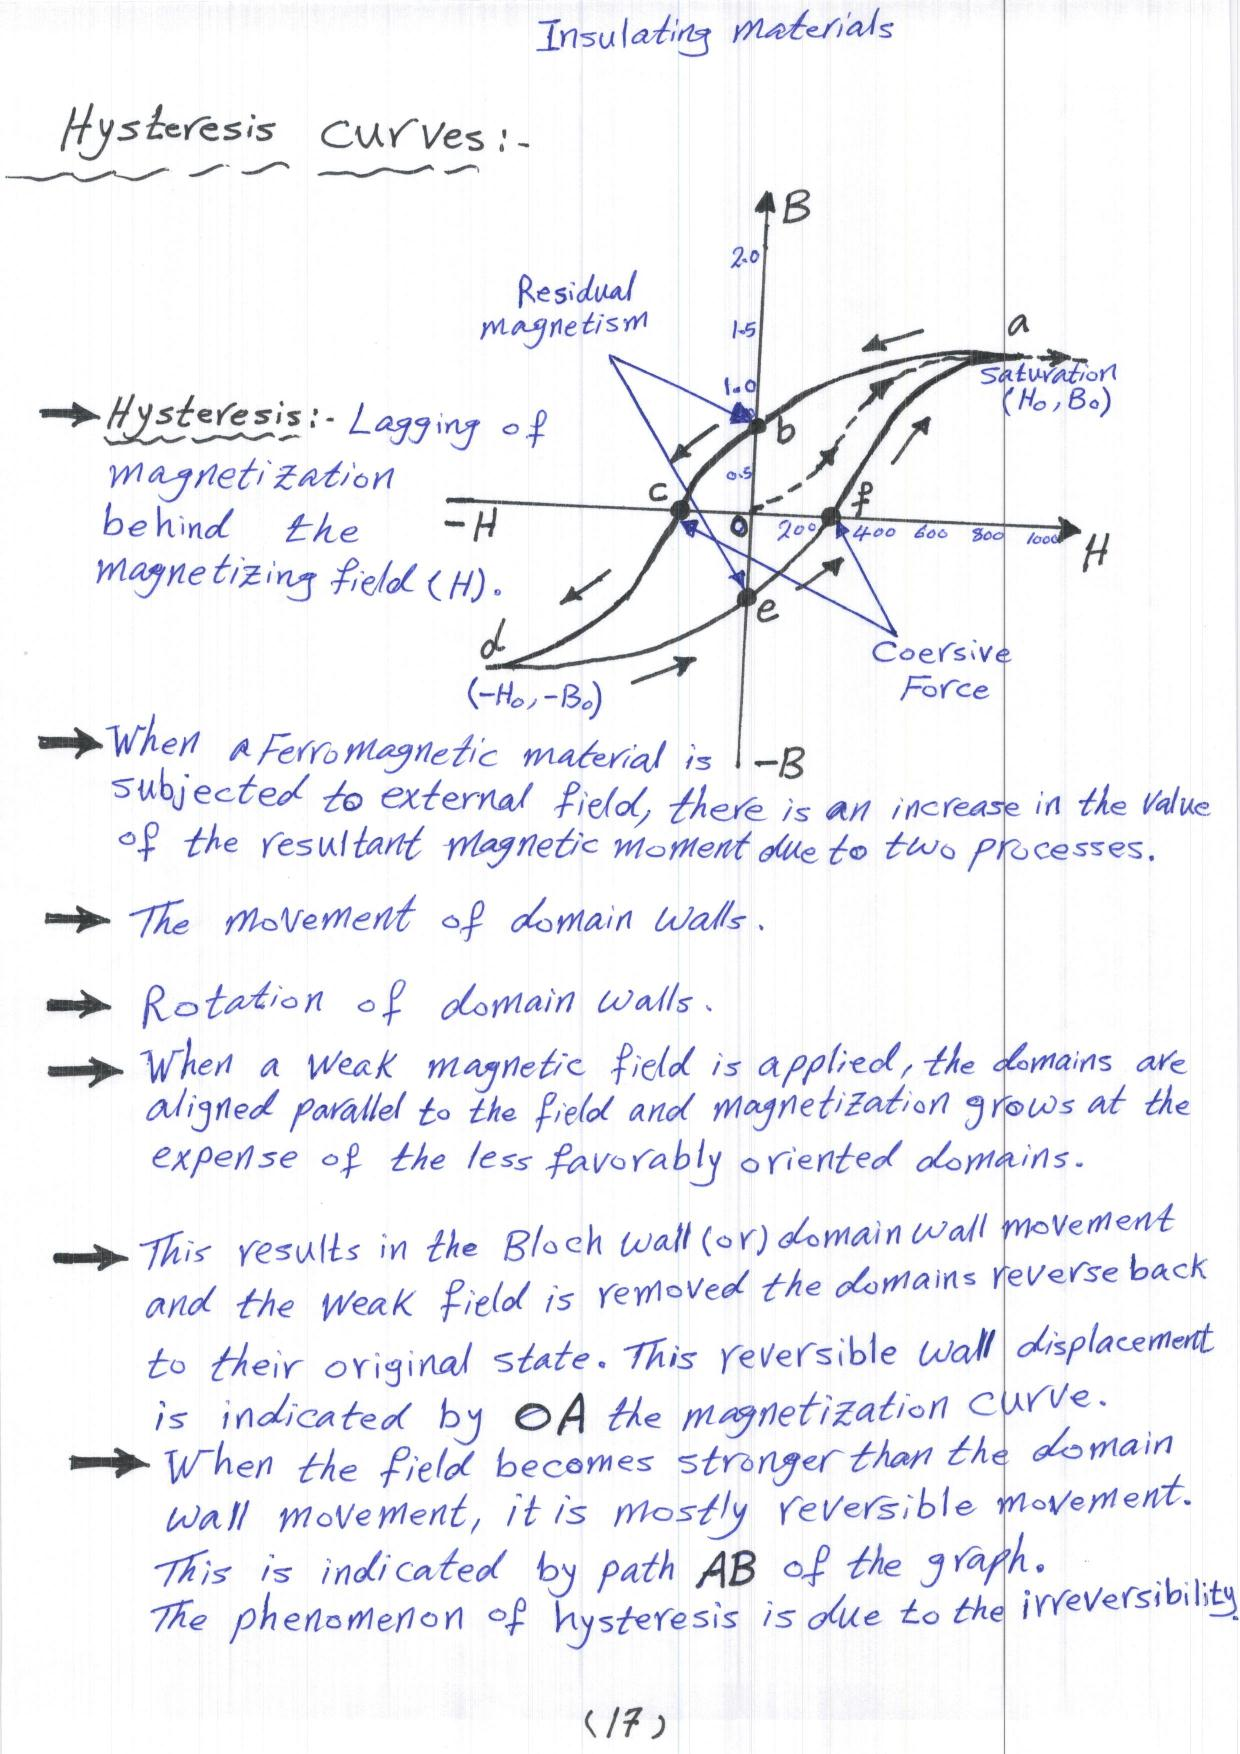 Insulating materials
Hysteresis curves:-
B
2.0
Residual
magnetism
1.5
a
1.0
saturation
(H₀, B₀)
Hysteresis:- Lagging of
b
magnetization
0.5
c
f
behind the
-H
0
200
400
600
800
1000
H
magnetizing field (H).
e
d
Coersive
Force
(-H₀, -B₀)
When a Ferromagnetic material is
-B
subjected to external field, there is an increase in the value
of the resultant magnetic moment due to two processes.
The movement of domain walls.
Rotation of domain walls.
When a weak magnetic field is applied, the domains are
aligned parallel to the field and magnetization grows at the
expense of the less favorably oriented domains.
This results in the Bloch wall (or) domain wall movement
and the weak field is removed the domains reverse back
to their original state. This reversible wall displacement
is indicated by OA the magnetization curve.
When the field becomes stronger than the domain
wall movement, it is mostly reversible movement.
This is indicated by path AB of the graph.
The phenomenon of hysteresis is due to the irreversibility.
(17)